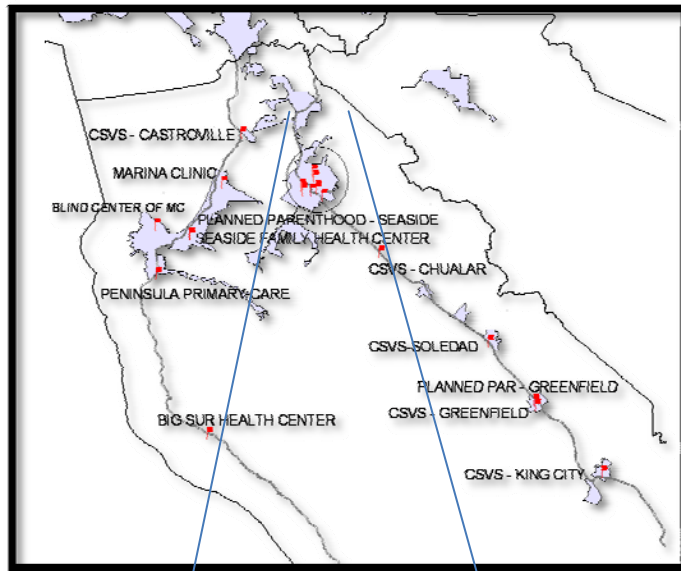 CSVS - CASTROVILLE
MARINA CLINIC
BLIND CENTER OF MC
PLANNED PARENTHOOD - SEASIDE
SEASIDE FAMILY HEALTH CENTER
CSVS - CHUALAR
PENINSULA PRIMARY-CARE
CSVS-SOLEDAD
PLANNED PAR - GREENFIELD
CSVS - GREENFIELD
BIG SUR HEALTH CENTER
CSVS - KING CITY